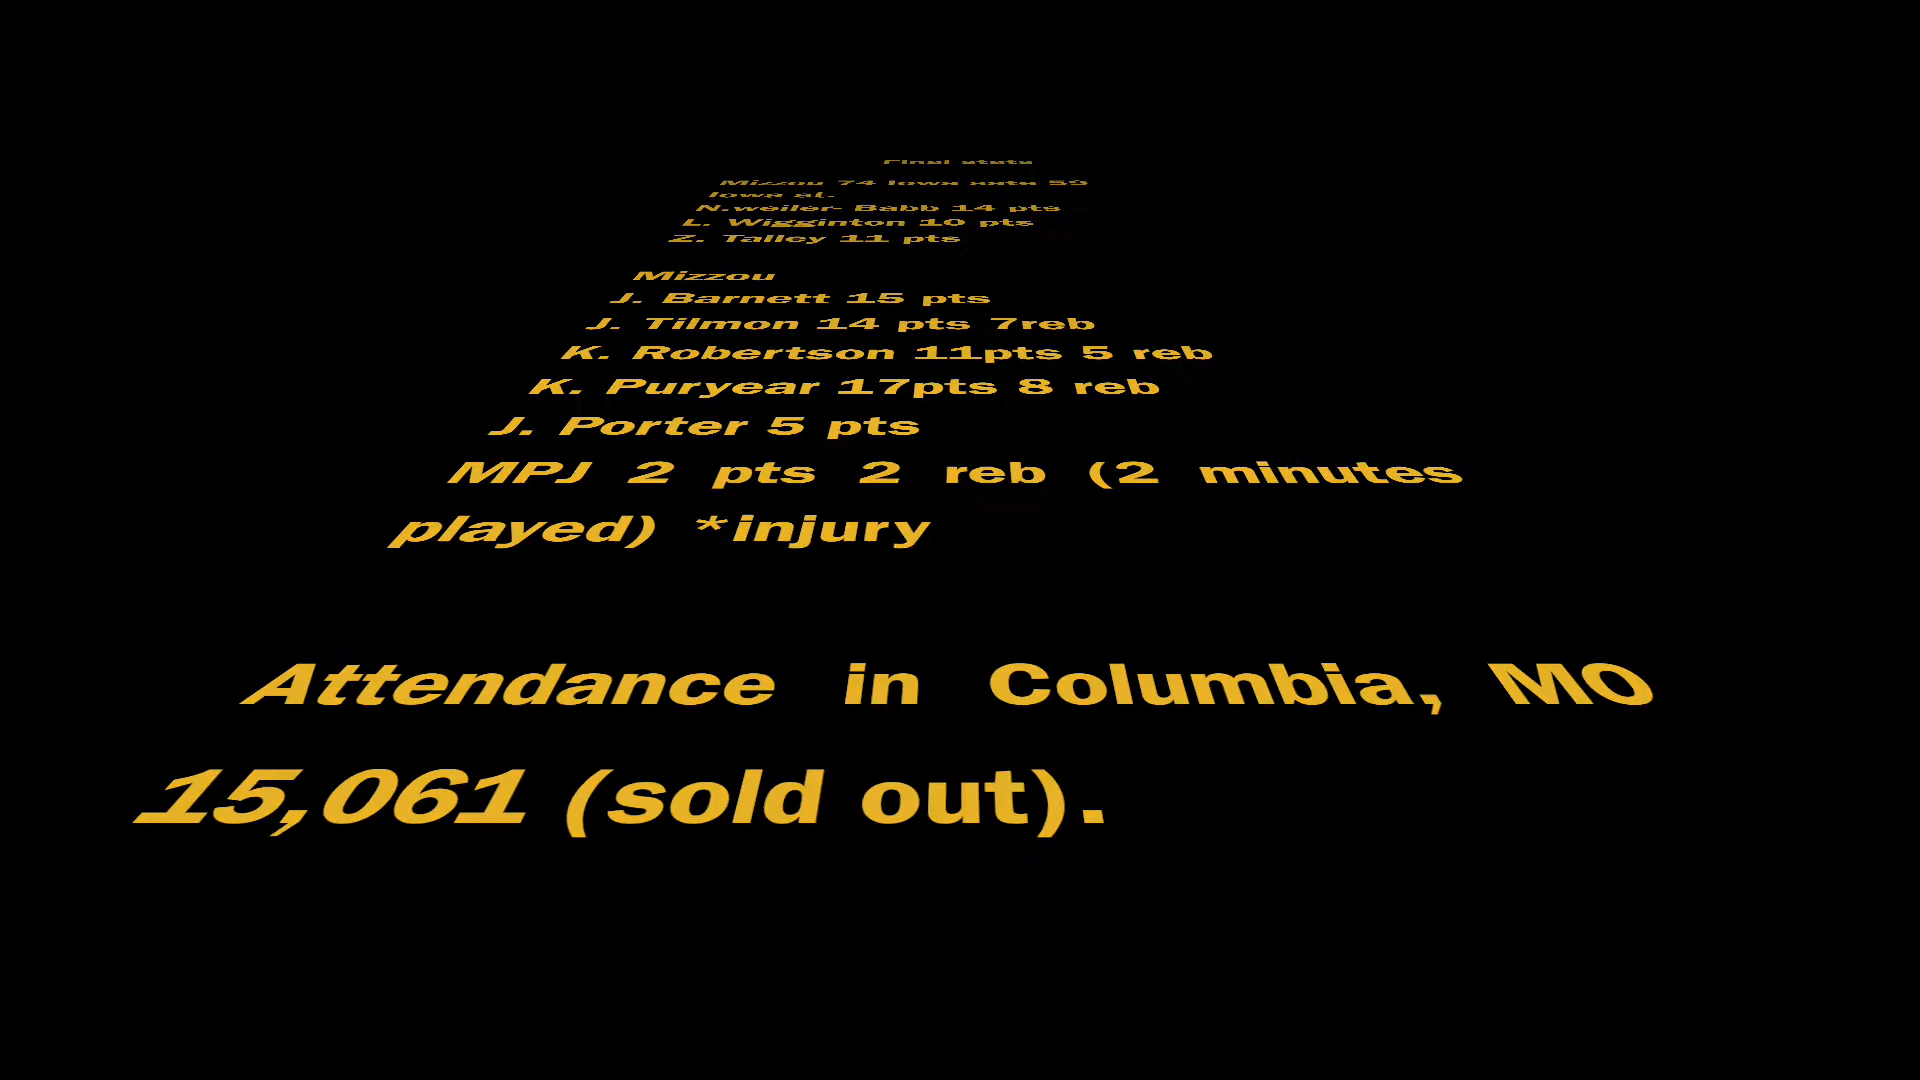 Final stats
Mizzou 74 Iowa 59
Iowa st.
N.weiler- Babb 14 pts
L. Wigginton 10 pts
Z. Talley 11 pts
Mizzou
J. Barnett 15 pts
J. Tilmon 14 pts 7reb
K. Robertson 11pts 5 reb
K. Puryear 17pts 8 reb
J. Porter 5 pts
MPJ 2 pts 2 reb (2 minutes
played) *injury
Attendance in Columbia, MO
15,061 (sold out).